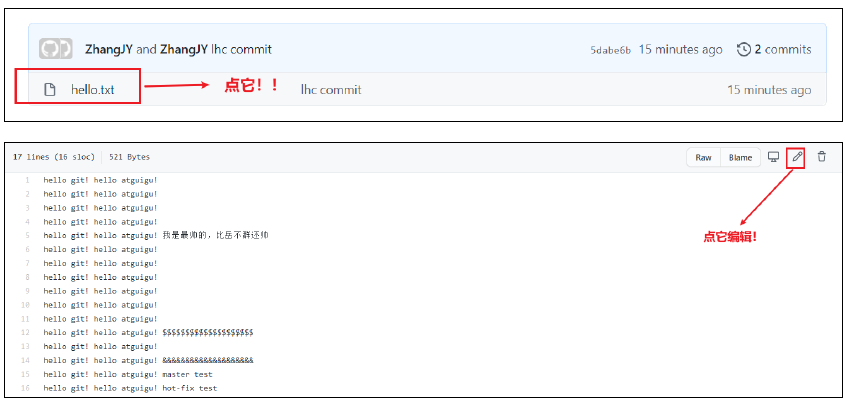 ZhangJY and ZhangJY lhc commit 5dabe6b 15 minutes ago 2 commits
hello.txt 点它！！ lhc commit 15 minutes ago
17 lines (16 sloc) 521 Bytes Raw Blame
1 hello git! hello atguigu!
2 hello git! hello atguigu!
3 hello git! hello atguigu!
4 hello git! hello atguigu!
5 hello git! hello atguigu! 我是最帅的，比岳不群还帅
6 hello git! hello atguigu!
7 hello git! hello atguigu!
8 hello git! hello atguigu!
9 hello git! hello atguigu!
10 hello git! hello atguigu!
11 hello git! hello atguigu!
12 hello git! hello atguigu! $$$$$$$$$$$$$$$$$$$$
13 hello git! hello atguigu!
14 hello git! hello atguigu! &&&&&&&&&&&&&&&&&&&&
15 hello git! hello atguigu! master test
16 hello git! hello atguigu! hot-fix test
点它编辑!